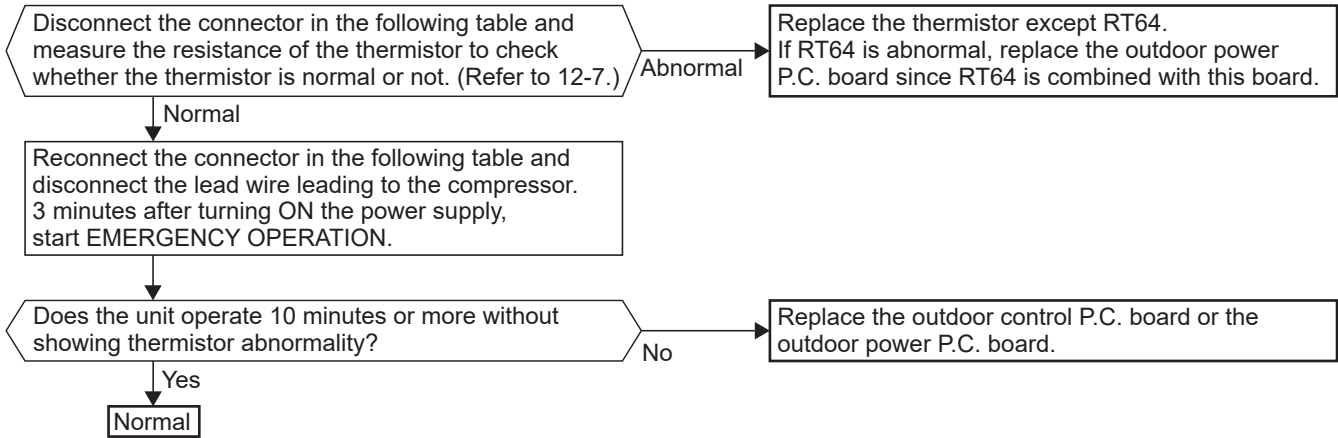 Disconnect the connector in the following table and
measure the resistance of the thermistor to check
whether the thermistor is normal or not. (Refer to 12-7.)
Abnormal
Replace the thermistor except RT64.
If RT64 is abnormal, replace the outdoor power
P.C. board since RT64 is combined with this board.
Normal
Reconnect the connector in the following table and
disconnect the lead wire leading to the compressor.
3 minutes after turning ON the power supply,
start EMERGENCY OPERATION.
Does the unit operate 10 minutes or more without
showing thermistor abnormality?
No
Replace the outdoor control P.C. board or the
outdoor power P.C. board.
Yes
Normal